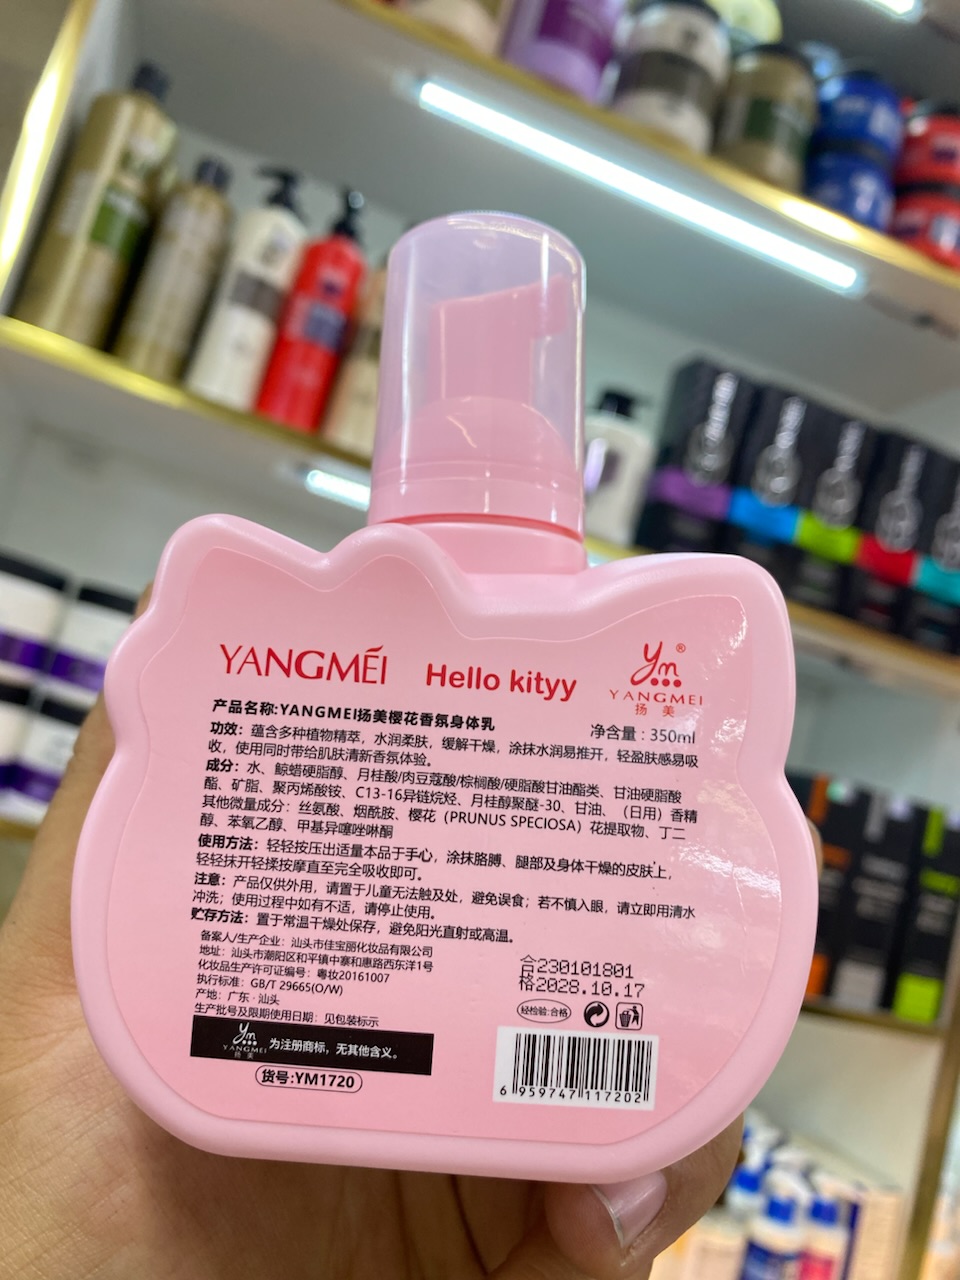 YANGMEI
Hello kityy
ym®
YANGMEI
扬 美
产品名称:YANGMEI扬美樱花香氛身体乳
净含量：350ml
功效：蕴含多种植物精萃，水润柔肤，缓解干燥，涂抹水润易推开，轻盈肤感易吸
收，使用同时带给肌肤清新香氛体验。
成分：水、鲸蜡硬脂醇、月桂酸/肉豆蔻酸/棕榈酸/硬脂酸甘油酯类、甘油硬脂酸
酯、矿脂、聚丙烯酸铵、C13-16异链烷烃、月桂醇聚醚-30、甘油、（日用）香精
其他微量成分：丝氨酸、烟酰胺、樱花（PRUNUS SPECIOSA）花提取物、丁二
醇、苯氧乙醇、甲基异噻唑啉酮
使用方法：轻轻按压出适量本品于手心，涂抹胳膊、腿部及身体干燥的皮肤上，
轻轻抹开轻揉按摩直至完全吸收即可。
注意：产品仅供外用，请置于儿童无法触及处，避免误食；若不慎入眼，请立即用清水
冲洗；使用过程中如有不适，请停止使用。
贮存方法：置于常温干燥处保存，避免阳光直射或高温。
备案人/生产企业：汕头市佳宝丽化妆品有限公司
地址：汕头市潮阳区和平镇中寨和惠路西东洋1号
化妆品生产许可证编号：粤妆20161007
执行标准：GB/T 29665(O/W)
产地：广东·汕头
生产批号及限期使用日期：见包装标示
合230101801
格2028.10.17
轻检验:合格
ym
YANGMEI
扬 美
为注册商标，无其他含义。
货号:YM1720
6 959747 117202